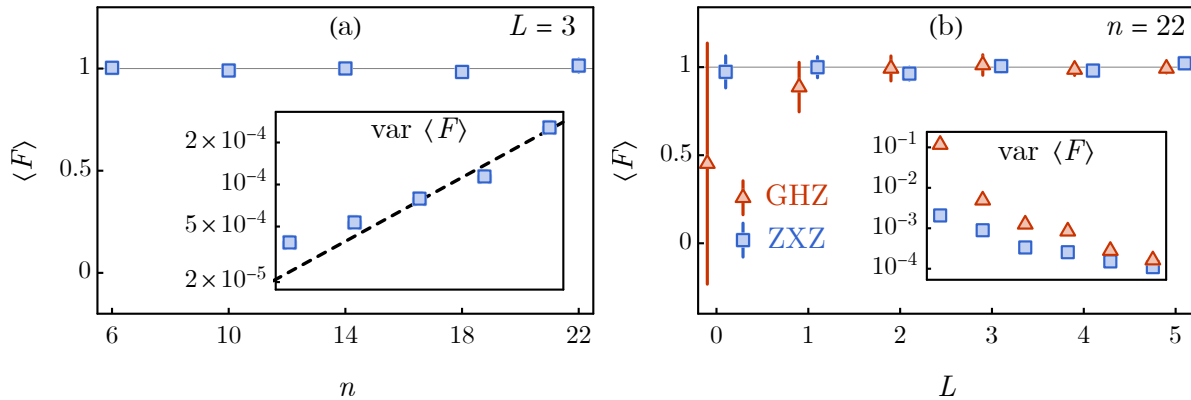 (a)
L = 3
⟨F⟩
1
0.5
0
var ⟨F⟩
2 × 10⁻⁴
10⁻⁴
5 × 10⁻⁴
2 × 10⁻⁵
6 10 14 18 22
n
(b)
n = 22
⟨F⟩
1
0.5
0
GHZ
ZXZ
var ⟨F⟩
10⁻¹
10⁻²
10⁻³
10⁻⁴
0 1 2 3 4 5
L